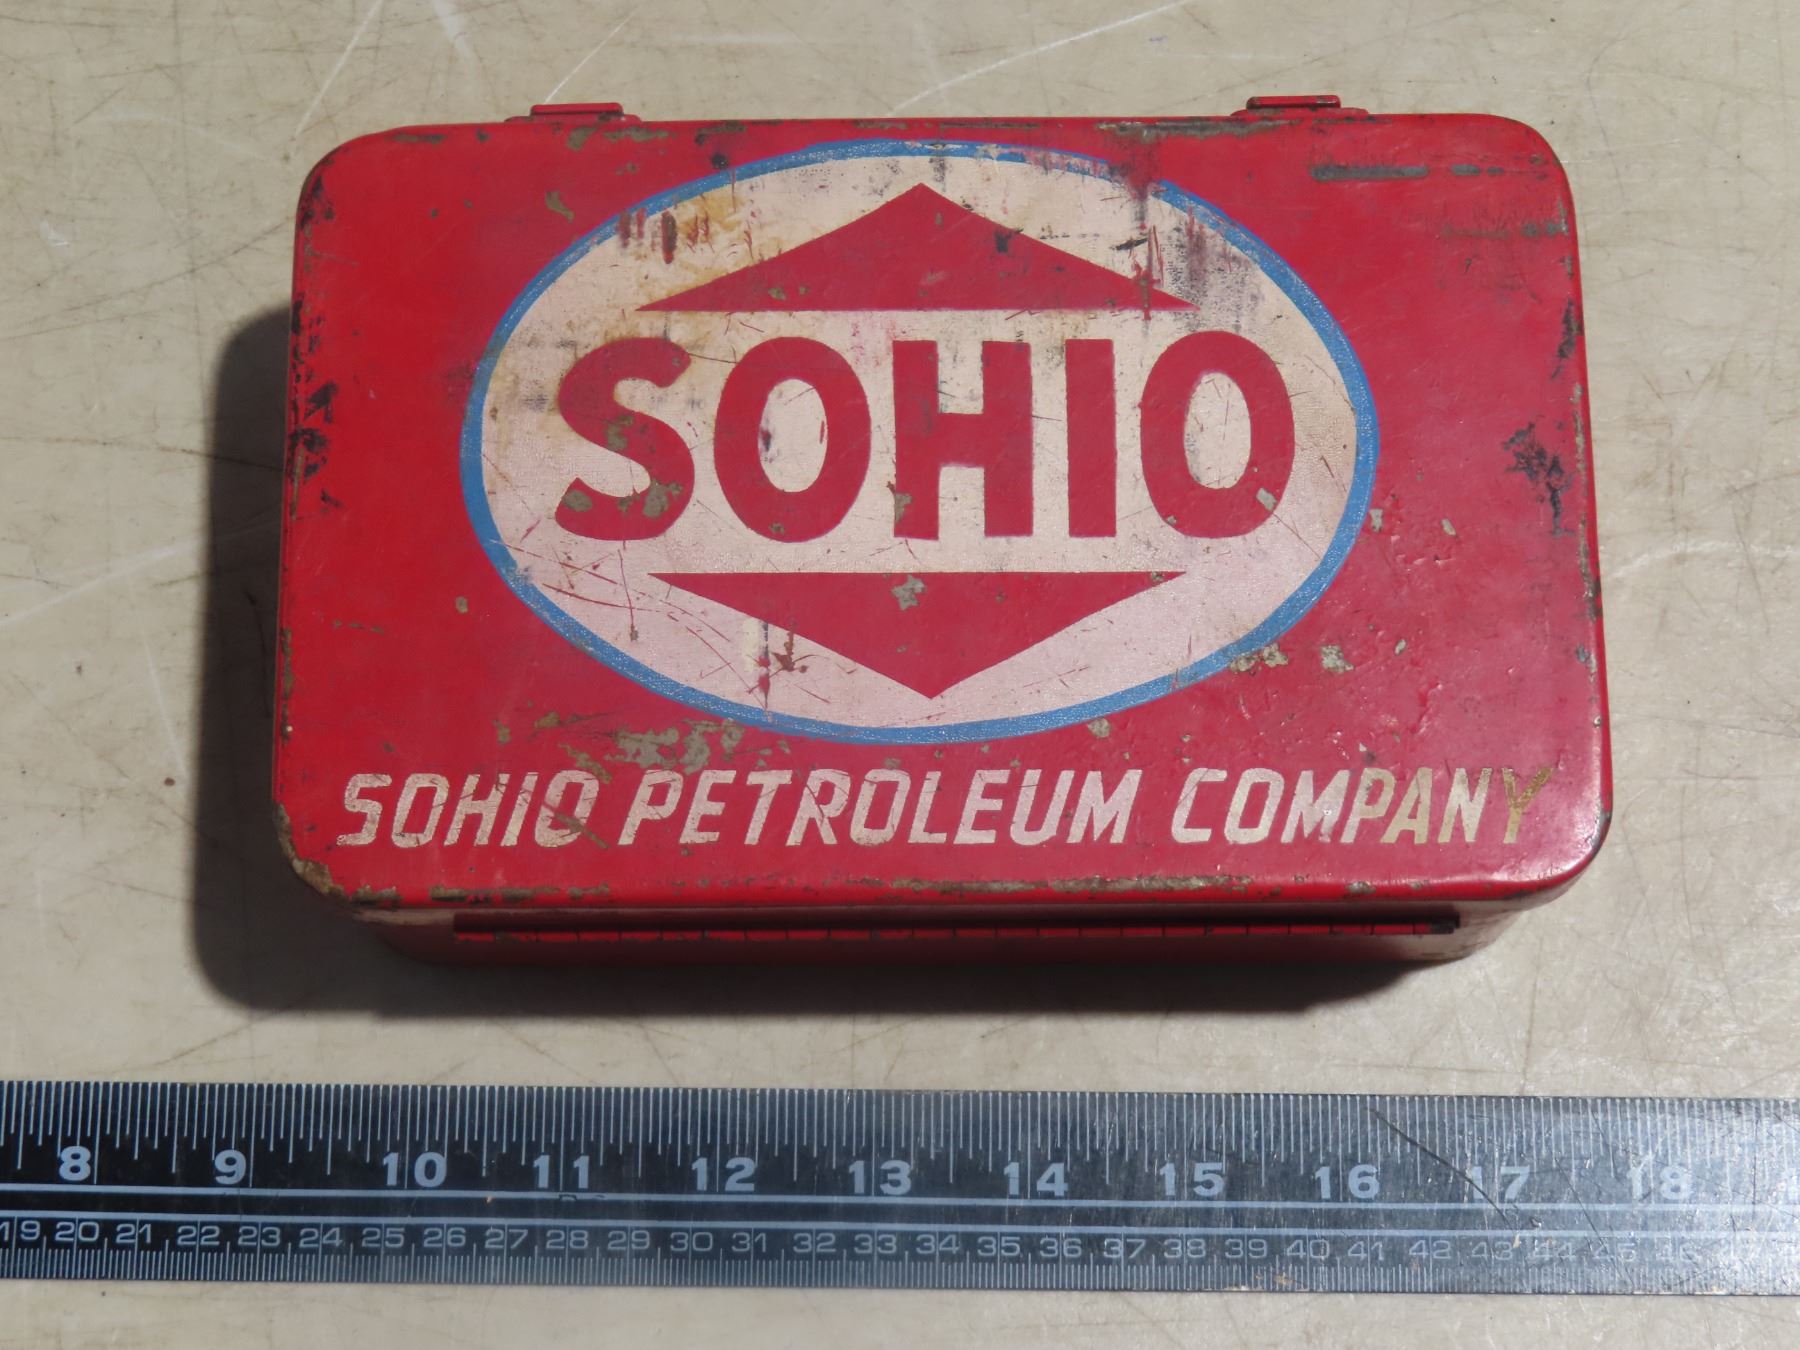 SOHIO
SOHIO PETROLEUM COMPANY
8 9 10 11 12 13 14 15 16 17 18
19 20 21 22 23 24 25 26 27 28 29 30 31 32 33 34 35 36 37 38 39 40 41 42 43 44 45 46